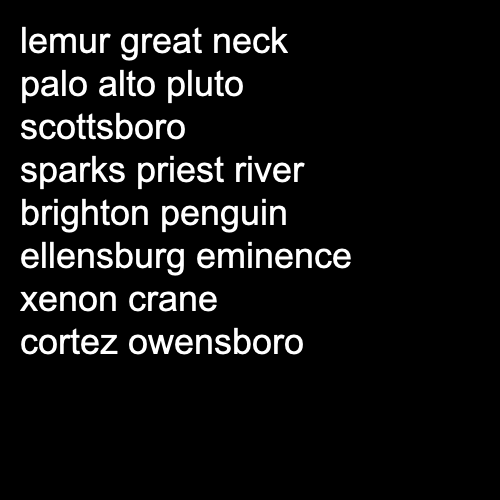 lemur great neck
palo alto pluto
scottsboro
sparks priest river
brighton penguin
ellensburg eminence
xenon crane
cortez owensboro